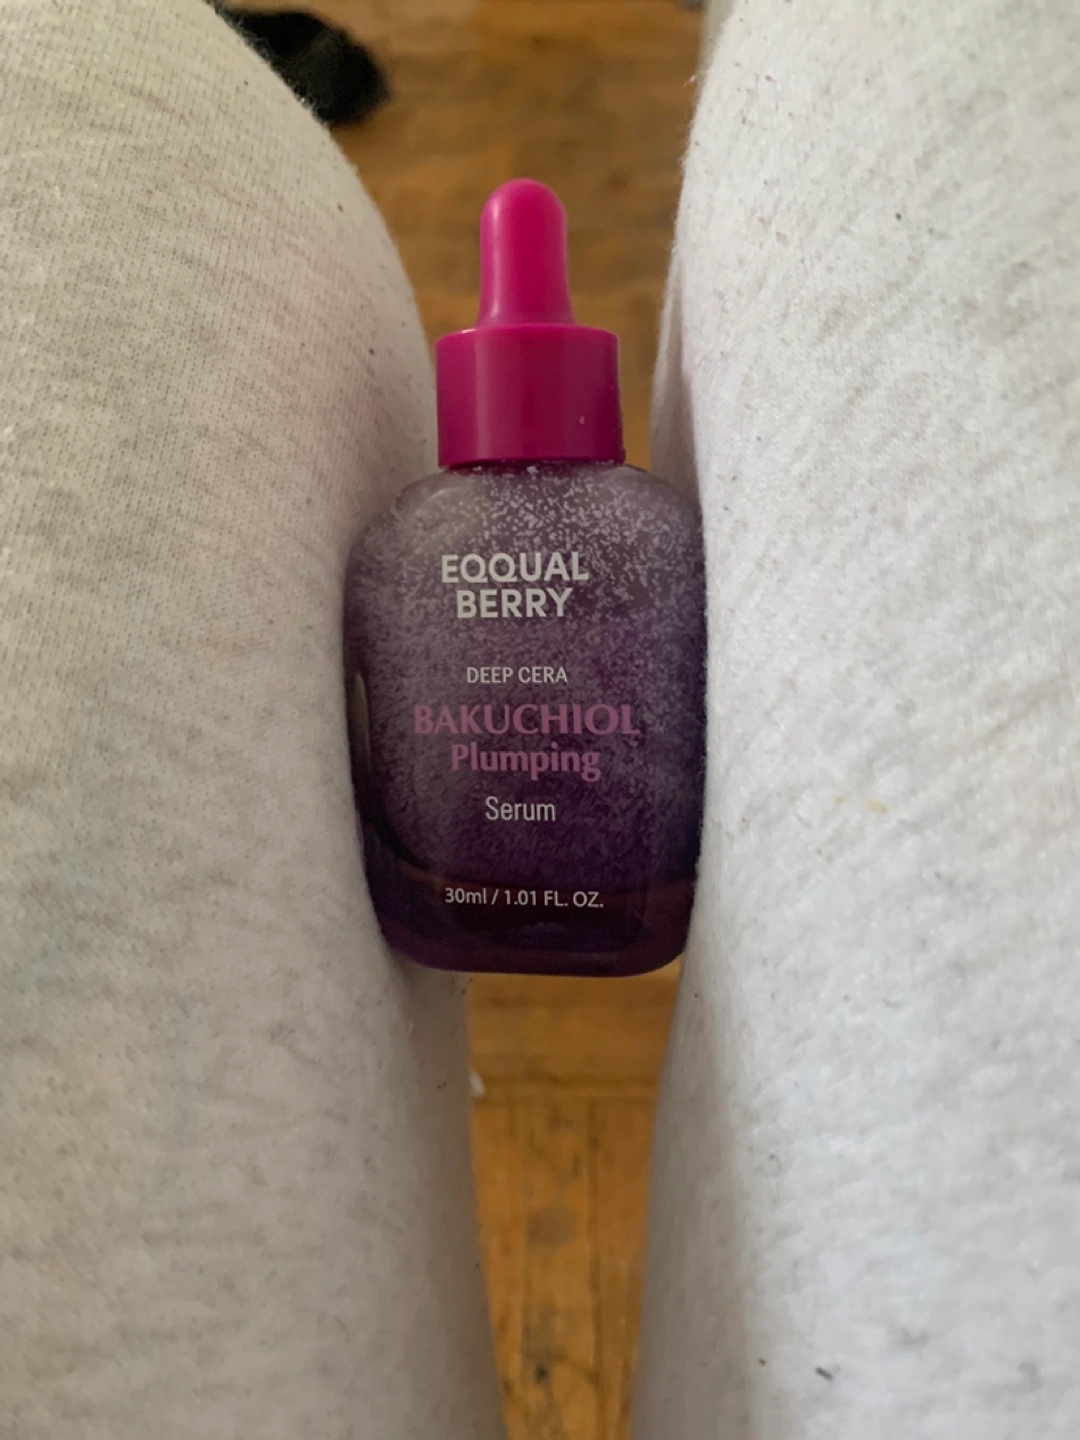 EQQUAL
BERRY
DEEP CERA
BAKUCHIOL
Plumping
Serum
30ml / 1.01 FL. OZ.